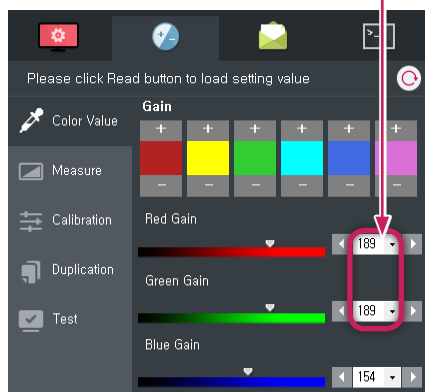 Please click Read button to load setting value
Color Value
Gain
+ + + + + +
Measure
- - - - - -
Calibration
Red Gain
189
Duplication
Green Gain
189
Test
Blue Gain
154